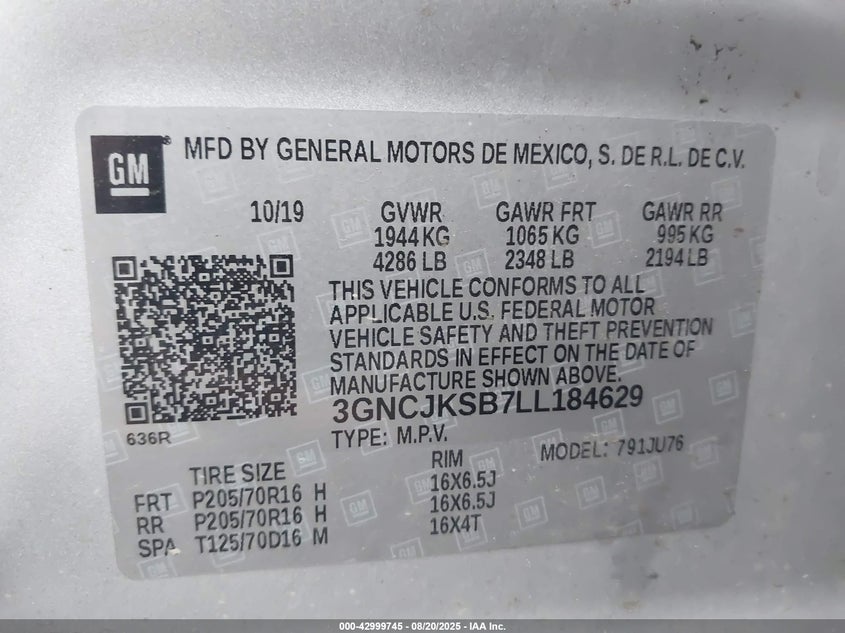 GM® MFD BY GENERAL MOTORS DE MEXICO, S. DE R.L. DE C.V.
10/19 GVWR GAWR FRT GAWR RR
1944 KG 1065 KG 995 KG
4286 LB 2348 LB 2194 LB
THIS VEHICLE CONFORMS TO ALL
APPLICABLE U.S. FEDERAL MOTOR
VEHICLE SAFETY AND THEFT PREVENTION
STANDARDS IN EFFECT ON THE DATE OF
MANUFACTURE SHOWN ABOVE.
3GNCJKSB7LL184629
636R TYPE: M.P.V. MODEL: 791JU76
TIRE SIZE RIM
FRT P205/70R16 H 16X6.5J
RR P205/70R16 H 16X6.5J
SPA T125/70D16 M 16X4T
000-42999745 | 08/20/2025 - IAA Inc.